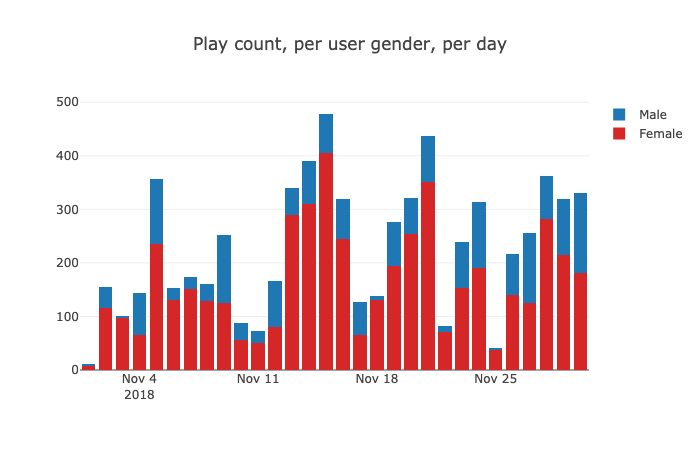 Play count, per user gender, per day
500
400
300
200
100
0
Nov 4
2018
Nov 11
Nov 18
Nov 25
Male
Female